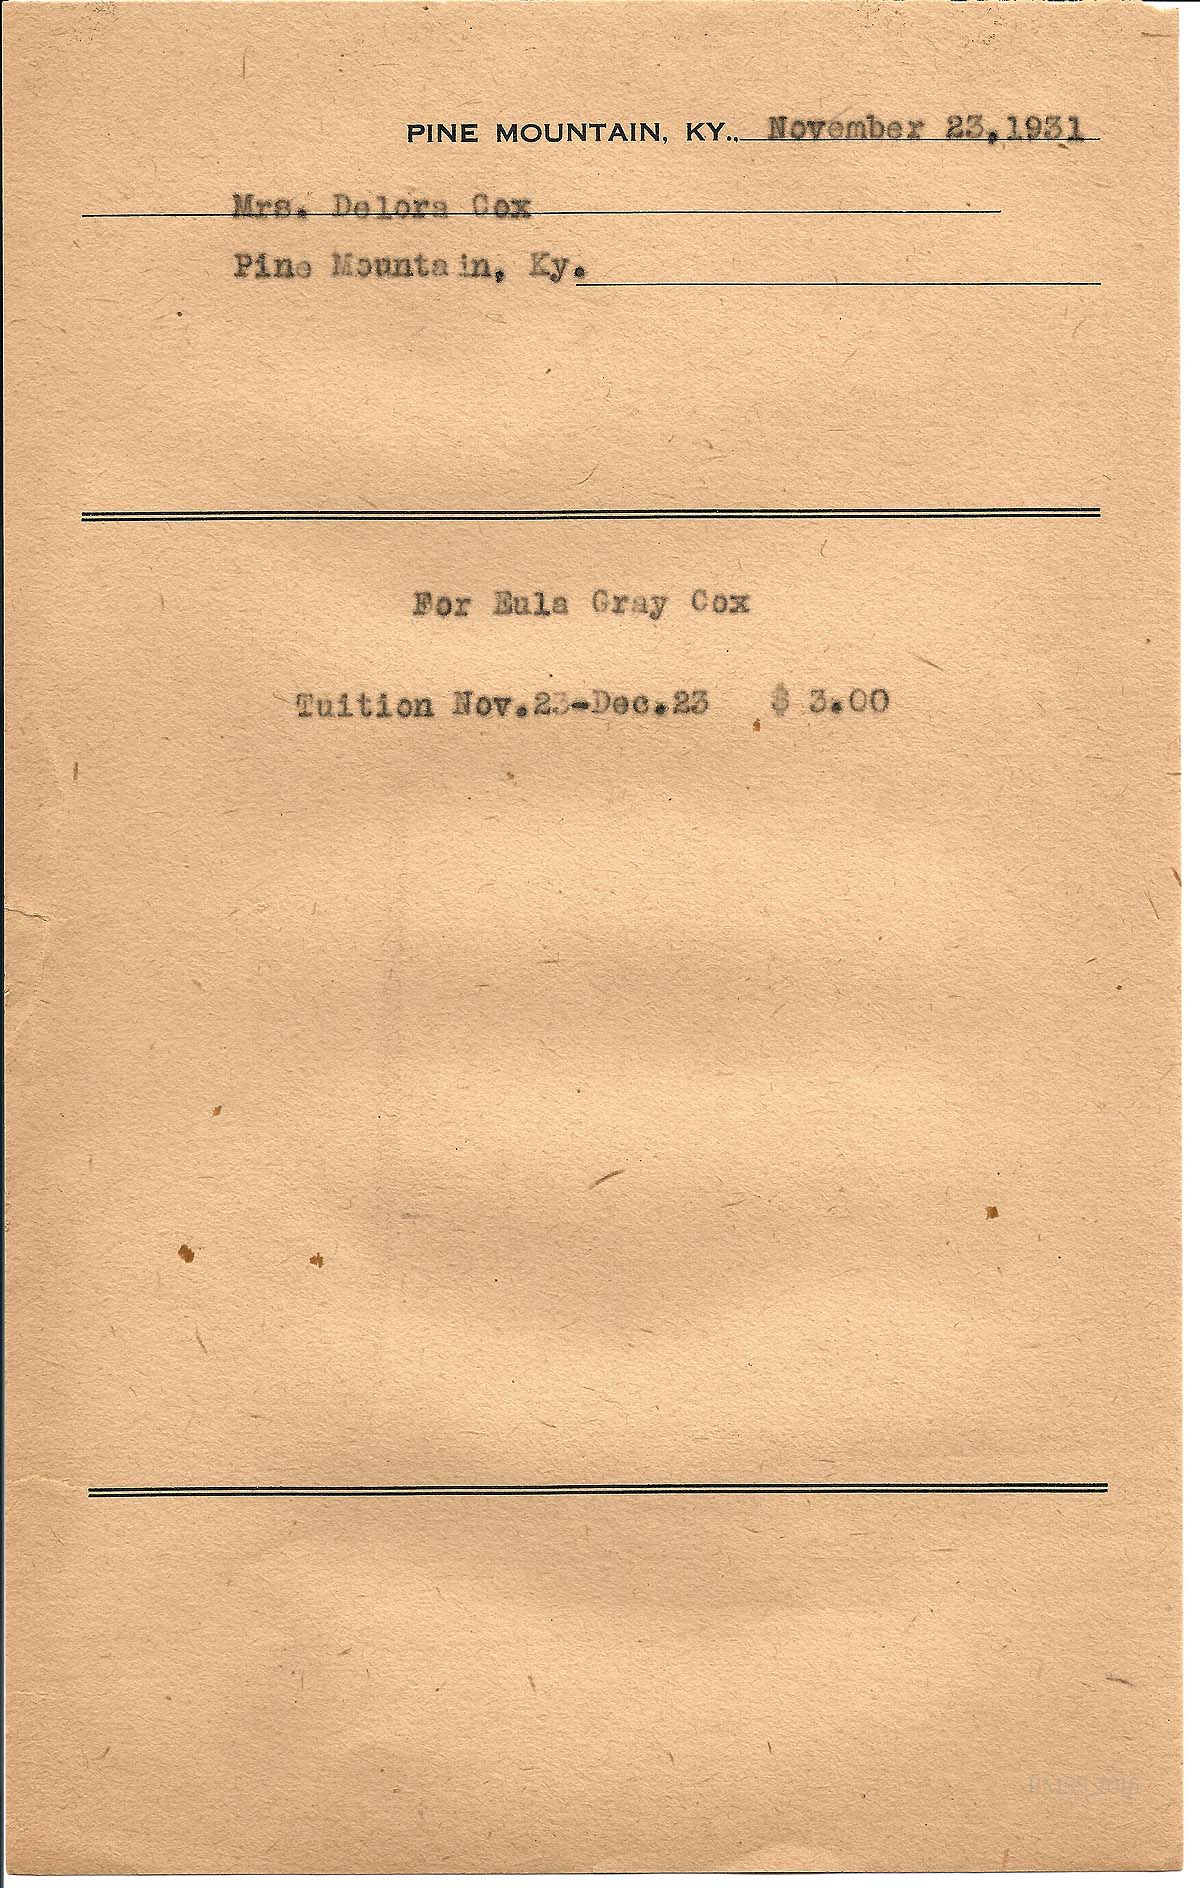 PINE MOUNTAIN, KY., November 23, 1931
Mrs. Delora Cox
Pine Mountain, Ky.
For Eula Gray Cox
Tuition Nov.23-Dec.23 $ 3.00